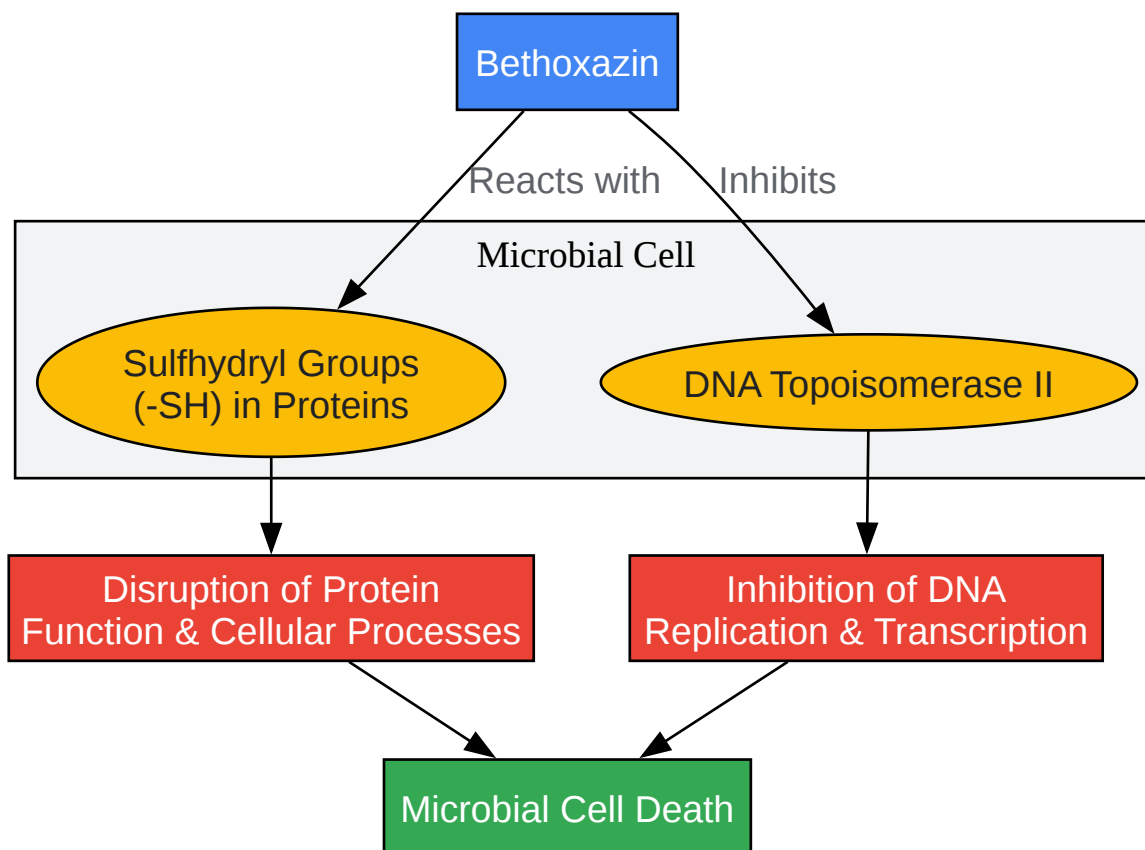 Bethoxazin
Reacts with
Inhibits
Microbial Cell
Sulfhydryl Groups
(-SH) in Proteins
DNA Topoisomerase II
Disruption of Protein
Function & Cellular Processes
Inhibition of DNA
Replication & Transcription
Microbial Cell Death